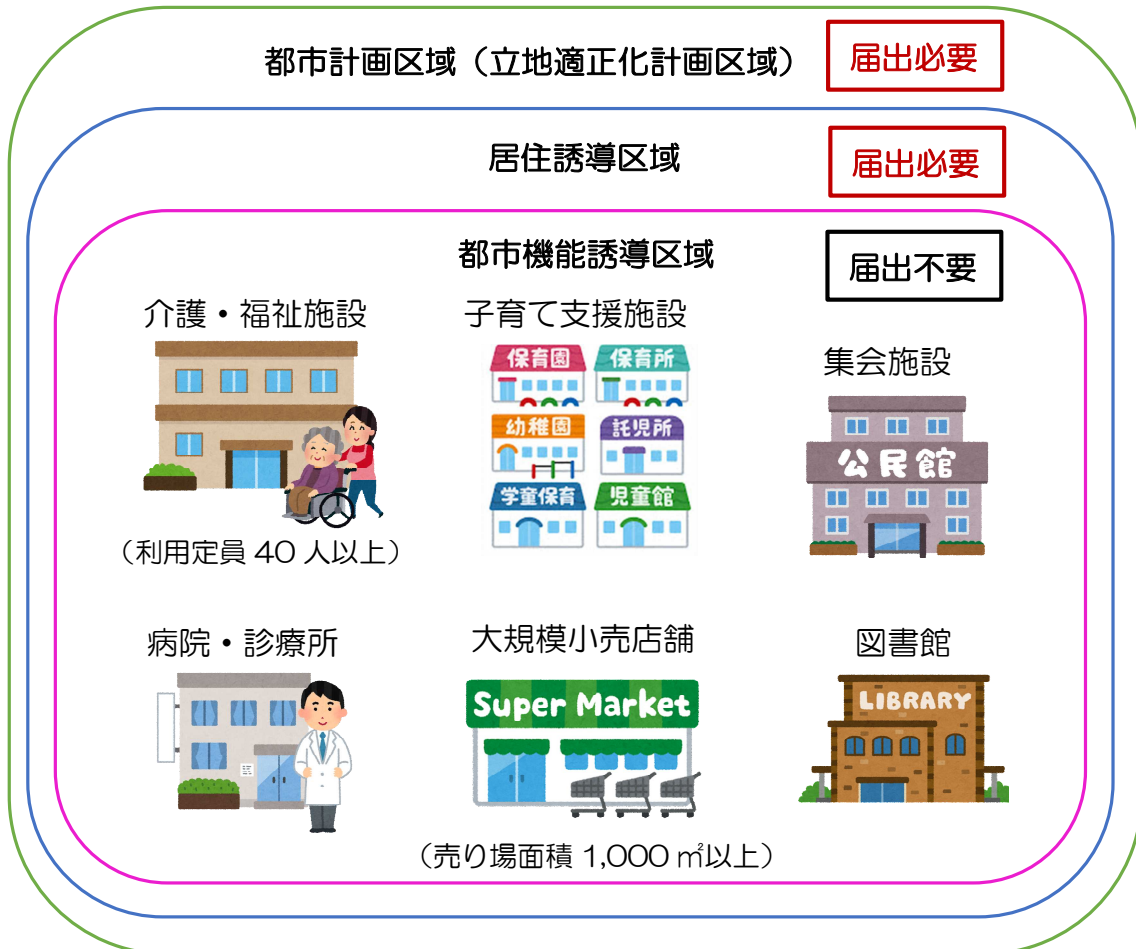 都市計画区域（立地適正化計画区域）
届出必要
居住誘導区域
届出必要
都市機能誘導区域
届出不要
介護・福祉施設
子育て支援施設
集会施設
保育園
保育所
幼稚園
託児所
学童保育
児童館
公民館
（利用定員 40 人以上）
病院・診療所
大規模小売店舗
図書館
Super Market
LIBRARY
（売り場面積 1,000 ㎡以上）